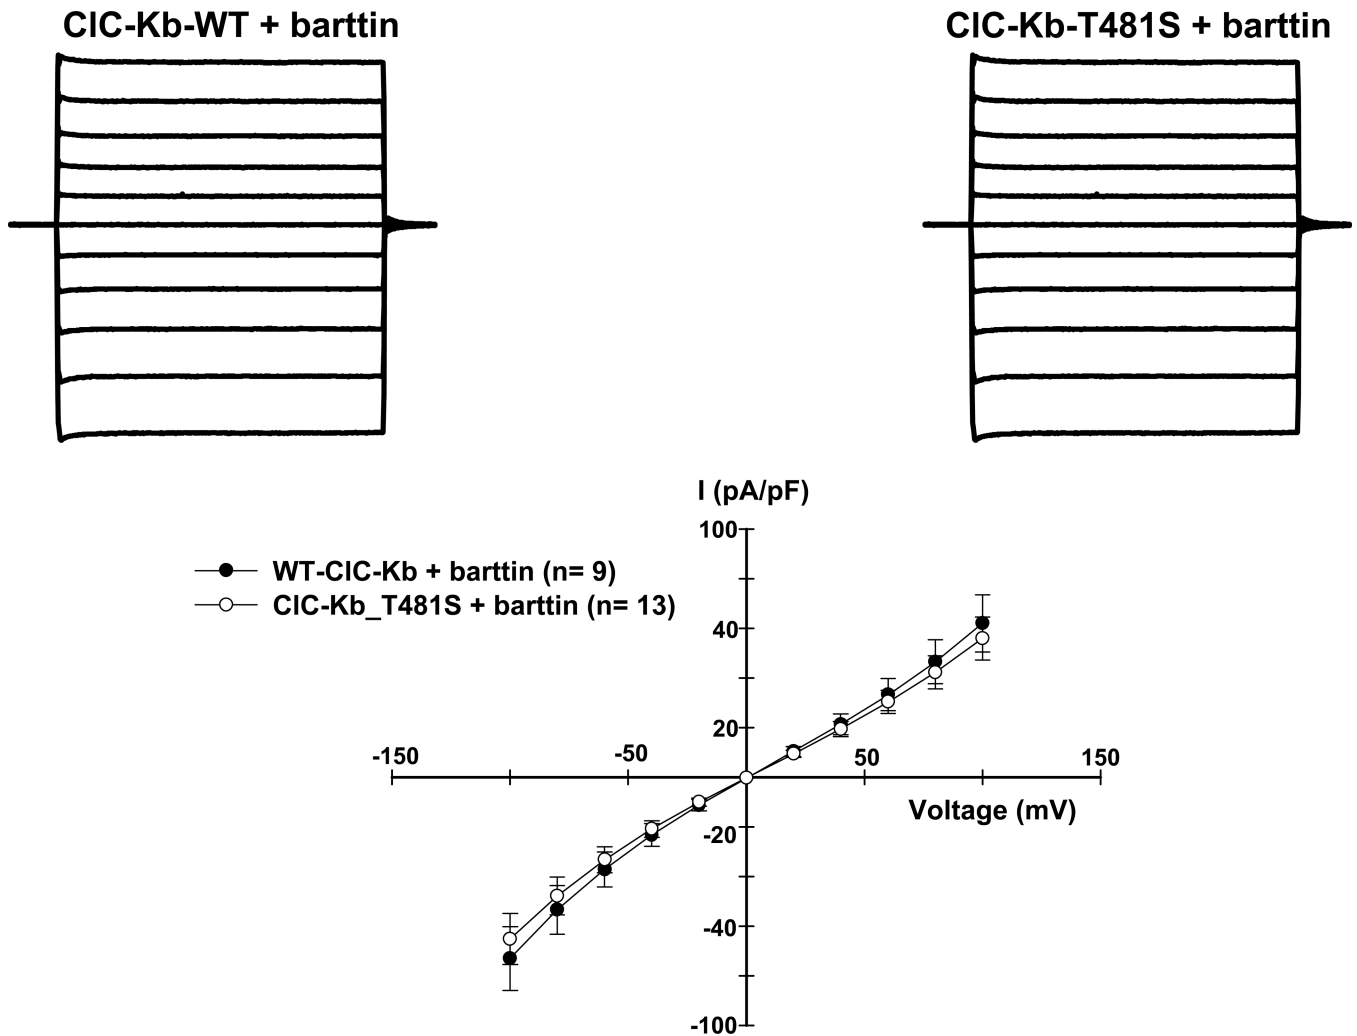 ClC-Kb-WT + barttin
ClC-Kb-T481S + barttin
I (pA/pF)
100
WT-ClC-Kb + barttin (n= 9)
ClC-Kb_T481S + barttin (n= 13)
40
20
-150
-50
50
150
Voltage (mV)
-20
-40
-100